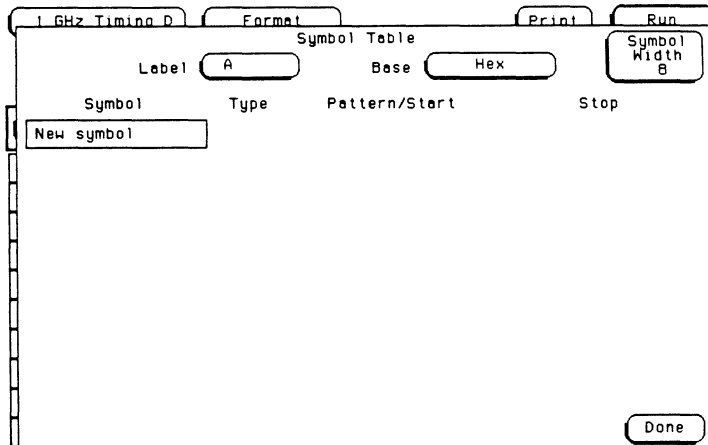 1 GHz Timing D Format Print Run
Symbol Table
Label A Base Hex
Symbol Width 8
Symbol Type Pattern/Start Stop
New symbol
Done